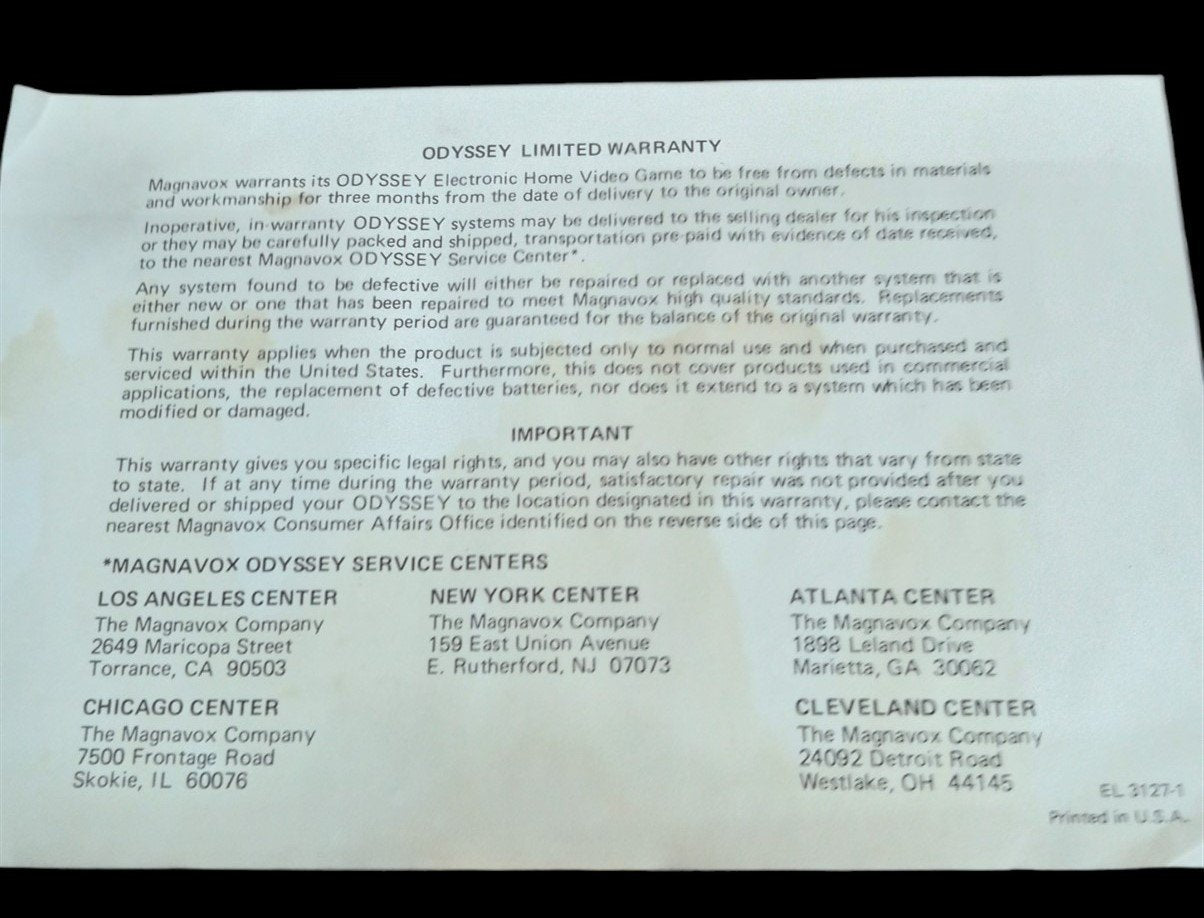 ODYSSEY LIMITED WARRANTY
Magnavox warrants its ODYSSEY Electronic Home Video Game to be free from defects in materials
and workmanship for three months from the date of delivery to the original owner.
Inoperative, in-warranty ODYSSEY systems may be delivered to the selling dealer for his inspection
or they may be carefully packed and shipped, transportation pre-paid with evidence of date received,
to the nearest Magnavox ODYSSEY Service Center*.
Any system found to be defective will either be repaired or replaced with another system that is
either new or one that has been repaired to meet Magnavox high quality standards. Replacements
furnished during the warranty period are guaranteed for the balance of the original warranty.
This warranty applies when the product is subjected only to normal use and when purchased and
serviced within the United States. Furthermore, this does not cover products used in commercial
applications, the replacement of defective batteries, nor does it extend to a system which has been
modified or damaged.
IMPORTANT
This warranty gives you specific legal rights, and you may also have other rights that vary from state
to state. If at any time during the warranty period, satisfactory repair was not provided after you
delivered or shipped your ODYSSEY to the location designated in this warranty, please contact the
nearest Magnavox Consumer Affairs Office identified on the reverse side of this page.
*MAGNAVOX ODYSSEY SERVICE CENTERS
LOS ANGELES CENTER
The Magnavox Company
2649 Maricopa Street
Torrance, CA 90503
NEW YORK CENTER
The Magnavox Company
159 East Union Avenue
E. Rutherford, NJ 07073
ATLANTA CENTER
The Magnavox Company
1898 Leland Drive
Marietta, GA 30062
CHICAGO CENTER
The Magnavox Company
7500 Frontage Road
Skokie, IL 60076
CLEVELAND CENTER
The Magnavox Company
24092 Detroit Road
Westlake, OH 44145
EL 3127-1
Printed in U.S.A.